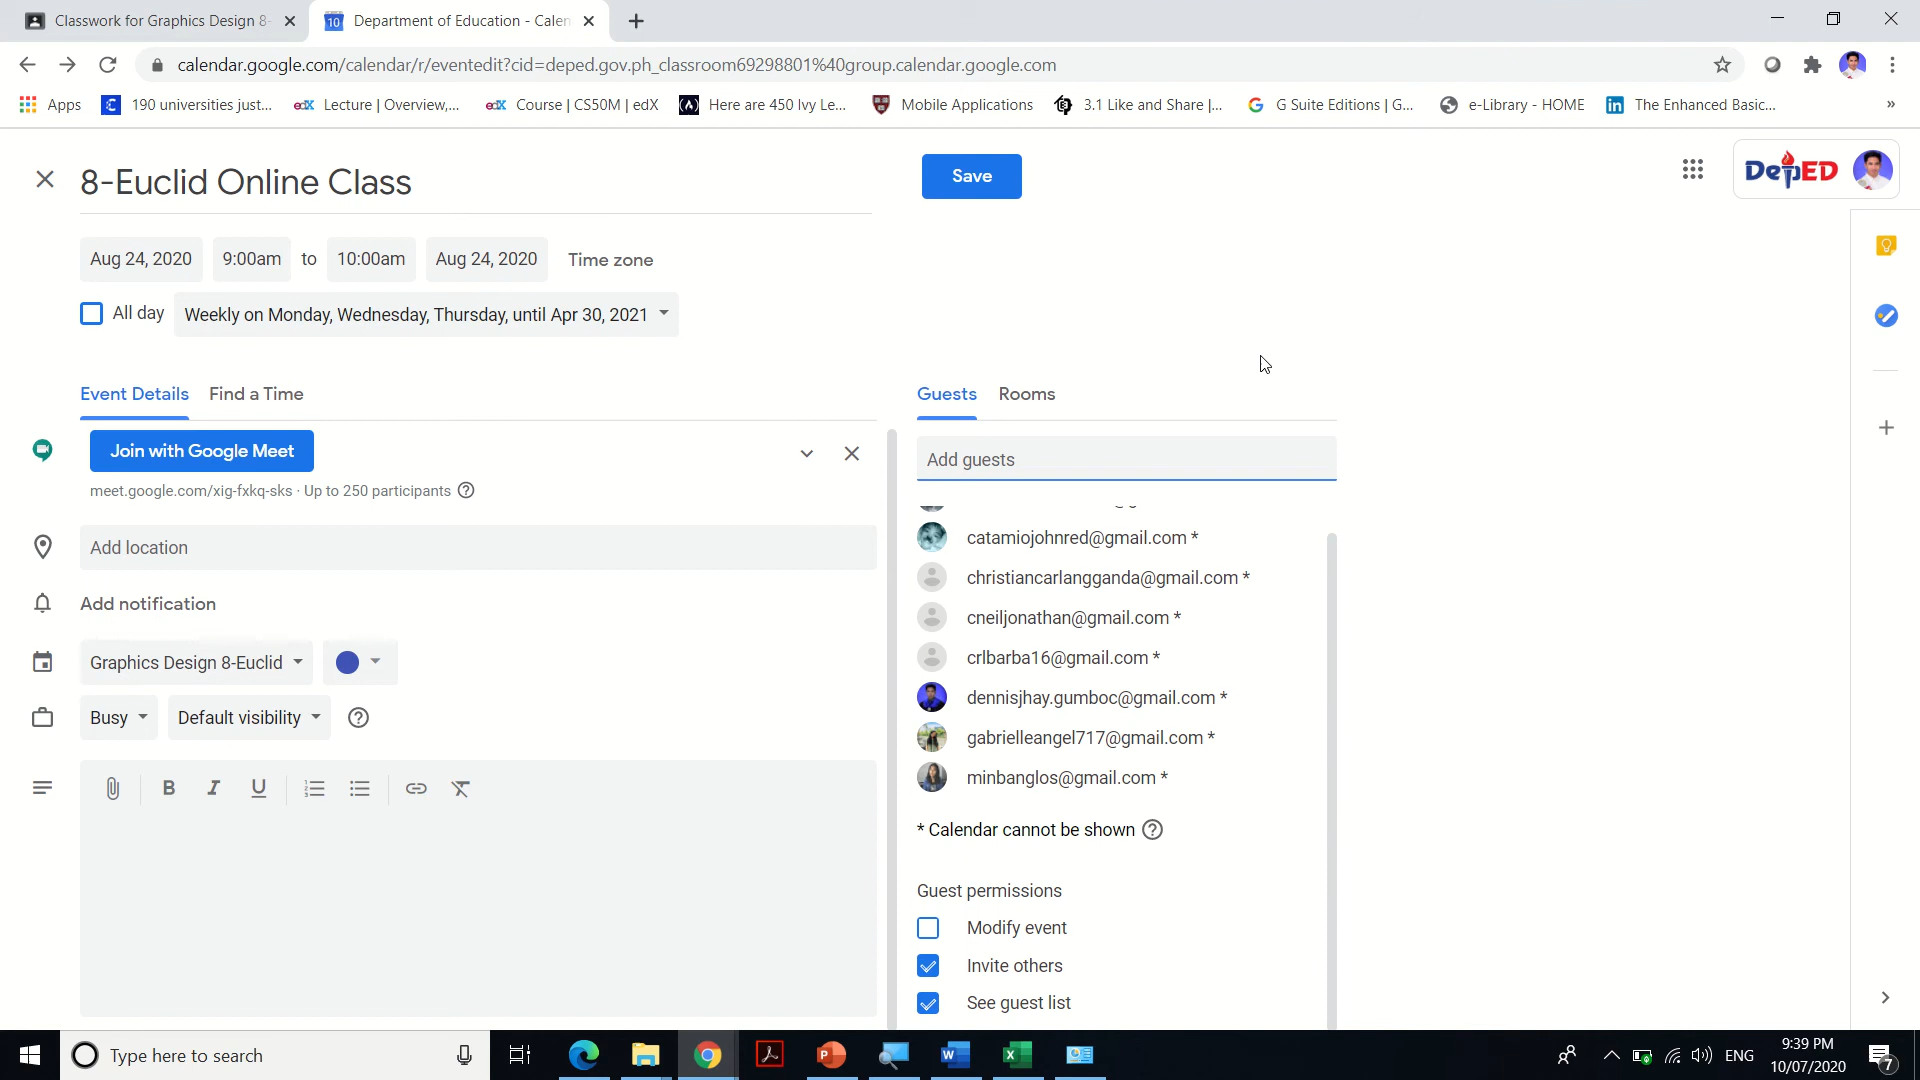 Classwork for Graphics Design 8-
Department of Education - Calen
calendar.google.com/calendar/r/eventedit?cid=deped.gov.ph_classroom69298801%40group.calendar.google.com
Apps
190 universities just...
edX Lecture | Overview,...
edX Course | CS50M | edX
Here are 450 Ivy Le...
Mobile Applications
3.1 Like and Share |...
G Suite Editions | G...
e-Library - HOME
The Enhanced Basic...
»
8-Euclid Online Class
Save
DepED
Aug 24, 2020 9:00am to 10:00am Aug 24, 2020 Time zone
All day Weekly on Monday, Wednesday, Thursday, until Apr 30, 2021
Event Details Find a Time
Join with Google Meet
meet.google.com/xig-fxkq-sks · Up to 250 participants
Add location
Add notification
Graphics Design 8-Euclid
Busy Default visibility
B I U
Guests Rooms
Add guests
catamiojohnred@gmail.com *
christiancarlangganda@gmail.com *
cneiljonathan@gmail.com *
crlbarba16@gmail.com *
dennisjhay.gumboc@gmail.com *
gabrielleangel717@gmail.com *
minbanglos@gmail.com *
* Calendar cannot be shown
Guest permissions
Modify event
Invite others
See guest list
Type here to search
ENG
9:39 PM
10/07/2020
7